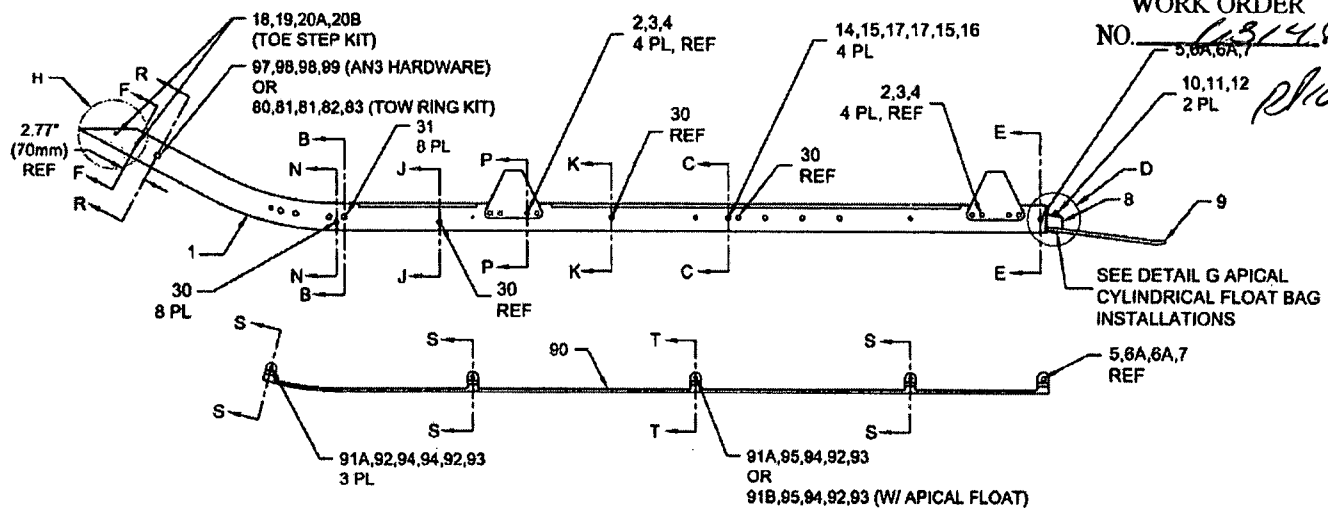 WORK ORDER
NO.
18,19,20A,20B
(TOE STEP KIT)
97,98,98,99 (AN3 HARDWARE)
OR
80,81,81,82,83 (TOW RING KIT)
2,3,4
4 PL, REF
14,15,17,17,15,16
4 PL
5,6A,6A,7
10,11,12
2 PL
2,3,4
4 PL, REF
H
F
R
2.77"
(70mm)
REF
F
R
31
8 PL
30
REF
30
REF
B
N
J
P
K
C
E
D
8
9
1
30
8 PL
N
B
J
30
REF
P
K
C
E
SEE DETAIL G APICAL
CYLINDRICAL FLOAT BAG
INSTALLATIONS
S
S
90
T
S
5,6A,6A,7
REF
S
S
T
S
91A,92,94,94,92,93
3 PL
91A,95,94,92,93
OR
91B,95,94,92,93 (W/ APICAL FLOAT)